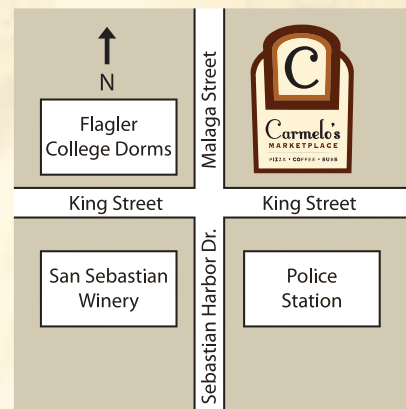 N
Flagler
College Dorms
Malaga Street
C
Carmelo's
MARKETPLACE
PIZZA • COFFEE • SUBS
King Street
King Street
San Sebastian
Winery
Sebastian Harbor Dr.
Police
Station